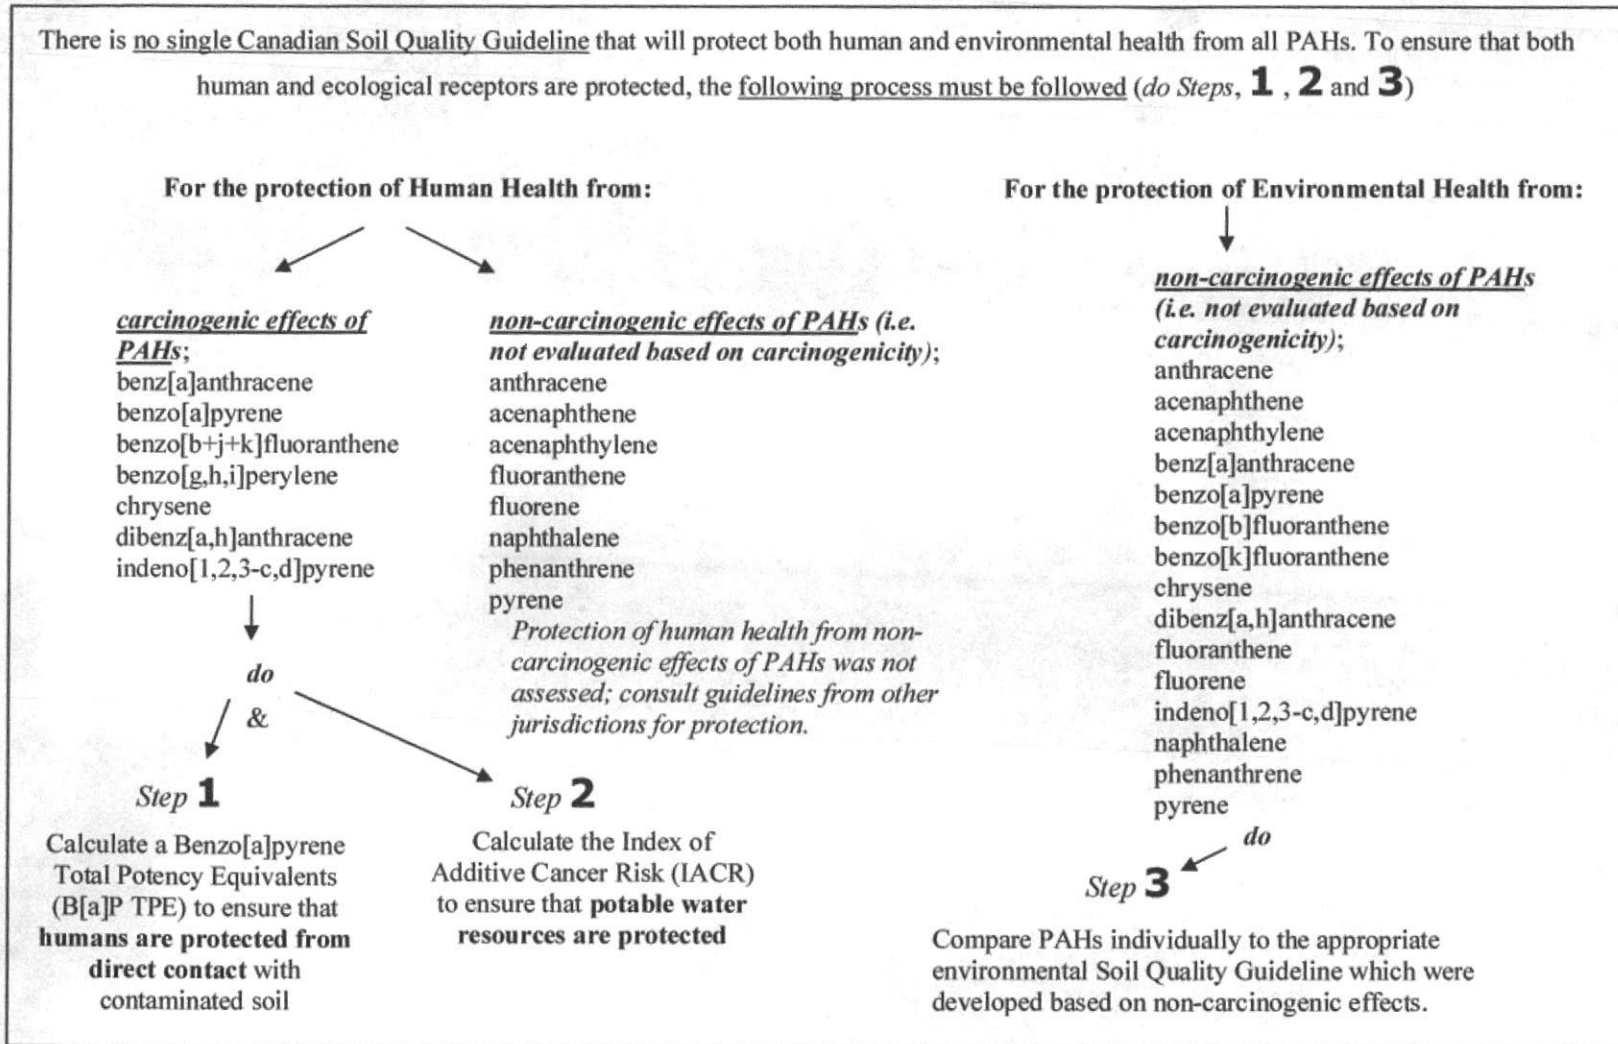 There is no single Canadian Soil Quality Guideline that will protect both human and environmental health from all PAHs. To ensure that both
human and ecological receptors are protected, the following process must be followed (do Steps, 1 , 2 and 3)
For the protection of Human Health from:
carcinogenic effects of
PAHs;
benz[a]anthracene
benzo[a]pyrene
benzo[b+j+k]fluoranthene
benzo[g,h,i]perylene
chrysene
dibenz[a,h]anthracene
indeno[1,2,3-c,d]pyrene
do
&
Step 1
Calculate a Benzo[a]pyrene
Total Potency Equivalents
(B[a]P TPE) to ensure that
humans are protected from
direct contact with
contaminated soil
non-carcinogenic effects of PAHs (i.e.
not evaluated based on carcinogenicity);
anthracene
acenaphthene
acenaphthylene
fluoranthene
fluorene
naphthalene
phenanthrene
pyrene
Protection of human health from non-
carcinogenic effects of PAHs was not
assessed; consult guidelines from other
jurisdictions for protection.
Step 2
Calculate the Index of
Additive Cancer Risk (IACR)
to ensure that potable water
resources are protected
For the protection of Environmental Health from:
non-carcinogenic effects of PAHs
(i.e. not evaluated based on
carcinogenicity);
anthracene
acenaphthene
acenaphthylene
benz[a]anthracene
benzo[a]pyrene
benzo[b]fluoranthene
benzo[k]fluoranthene
chrysene
dibenz[a,h]anthracene
fluoranthene
fluorene
indeno[1,2,3-c,d]pyrene
naphthalene
phenanthrene
pyrene
do
Step 3
Compare PAHs individually to the appropriate
environmental Soil Quality Guideline which were
developed based on non-carcinogenic effects.